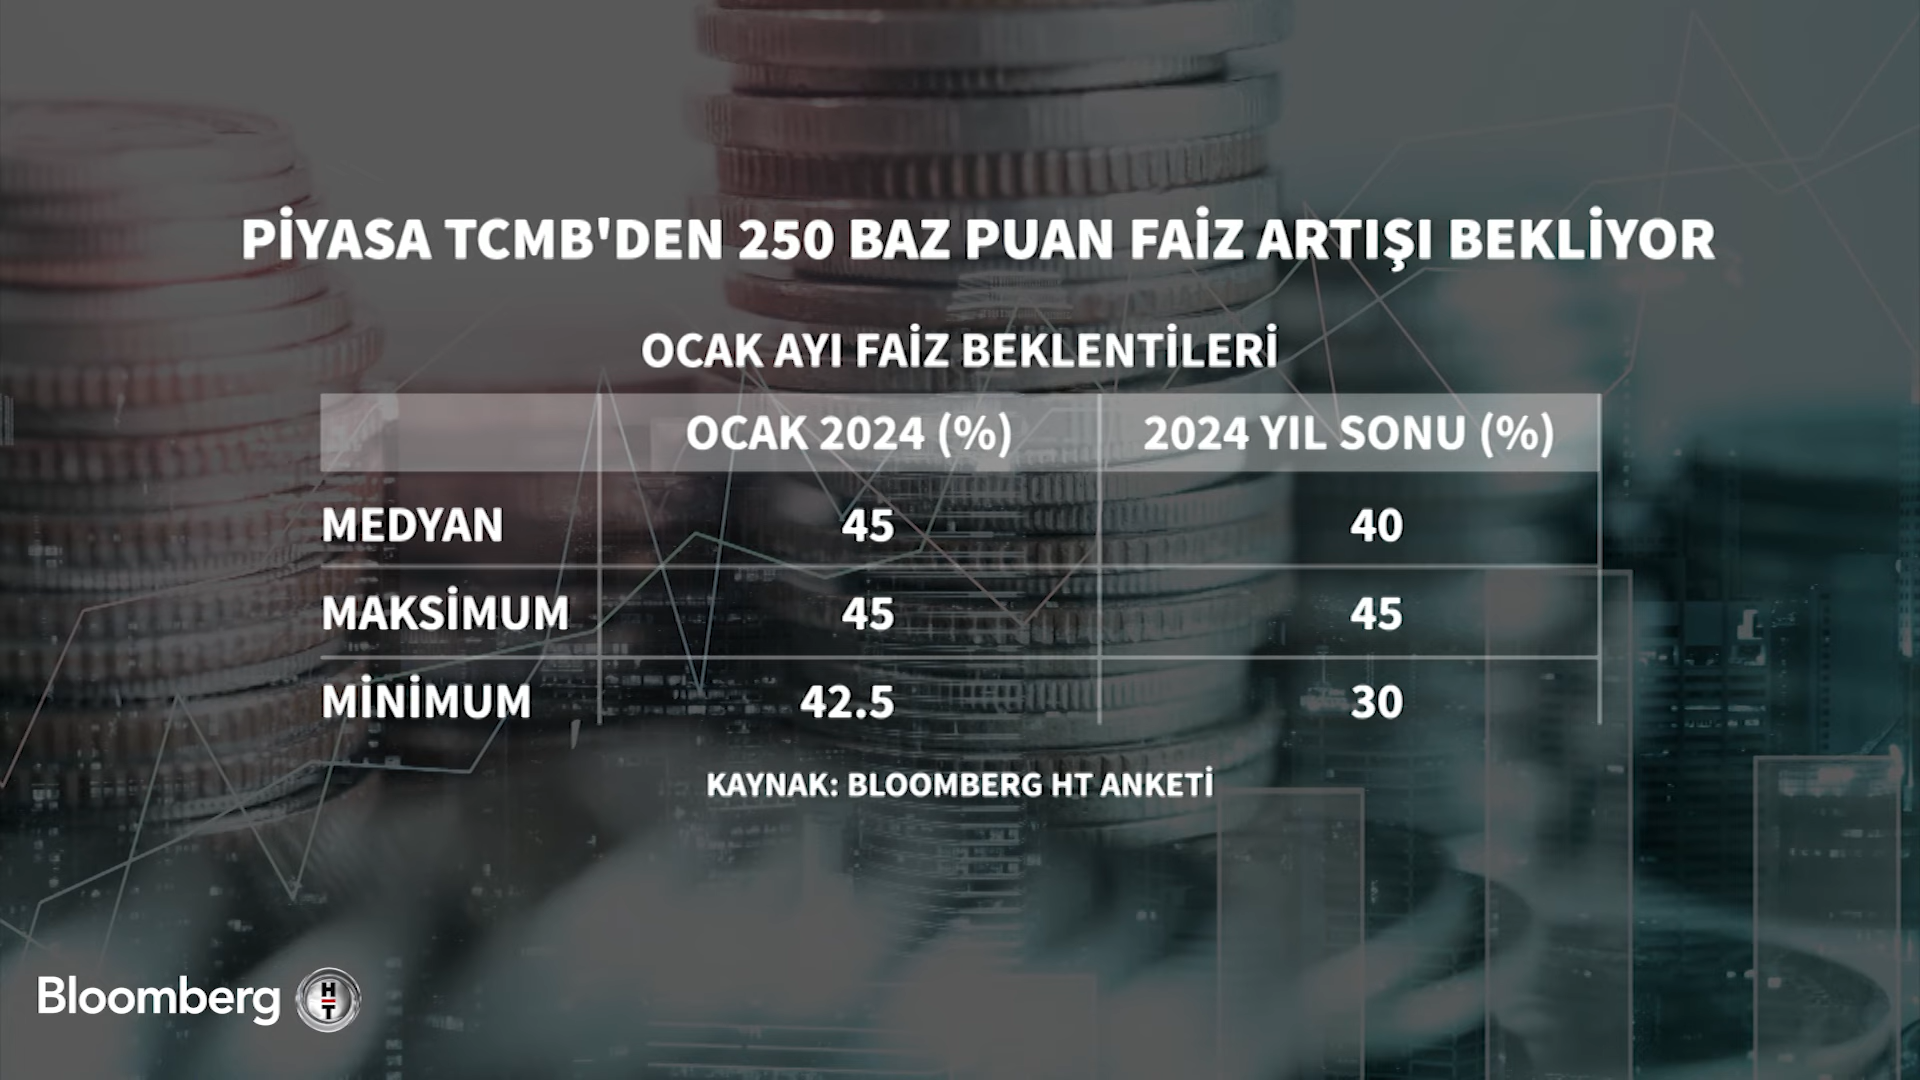 PİYASA TCMB'DEN 250 BAZ PUAN FAİZ ARTIŞI BEKLİYOR
OCAK AYI FAİZ BEKLENTİLERİ
OCAK 2024 (%) 2024 YIL SONU (%)
MEDYAN 45 40
MAKSİMUM 45 45
MİNİMUM 42.5 30
KAYNAK: BLOOMBERG HT ANKETİ
Bloomberg HT